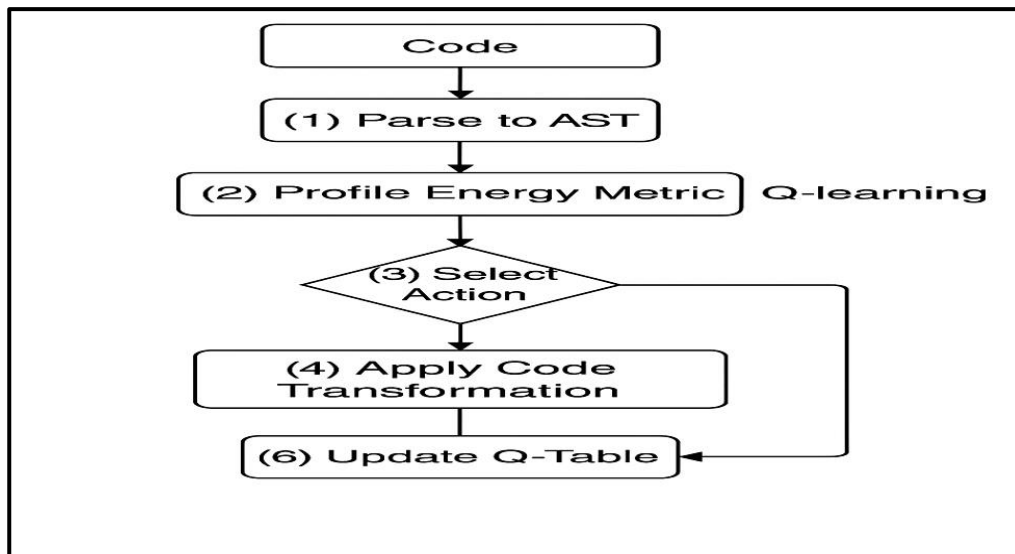 Code
(1) Parse to AST
(2) Profile Energy Metric
Q-learning
(3) Select
Action
(4) Apply Code
Transformation
(6) Update Q-Table